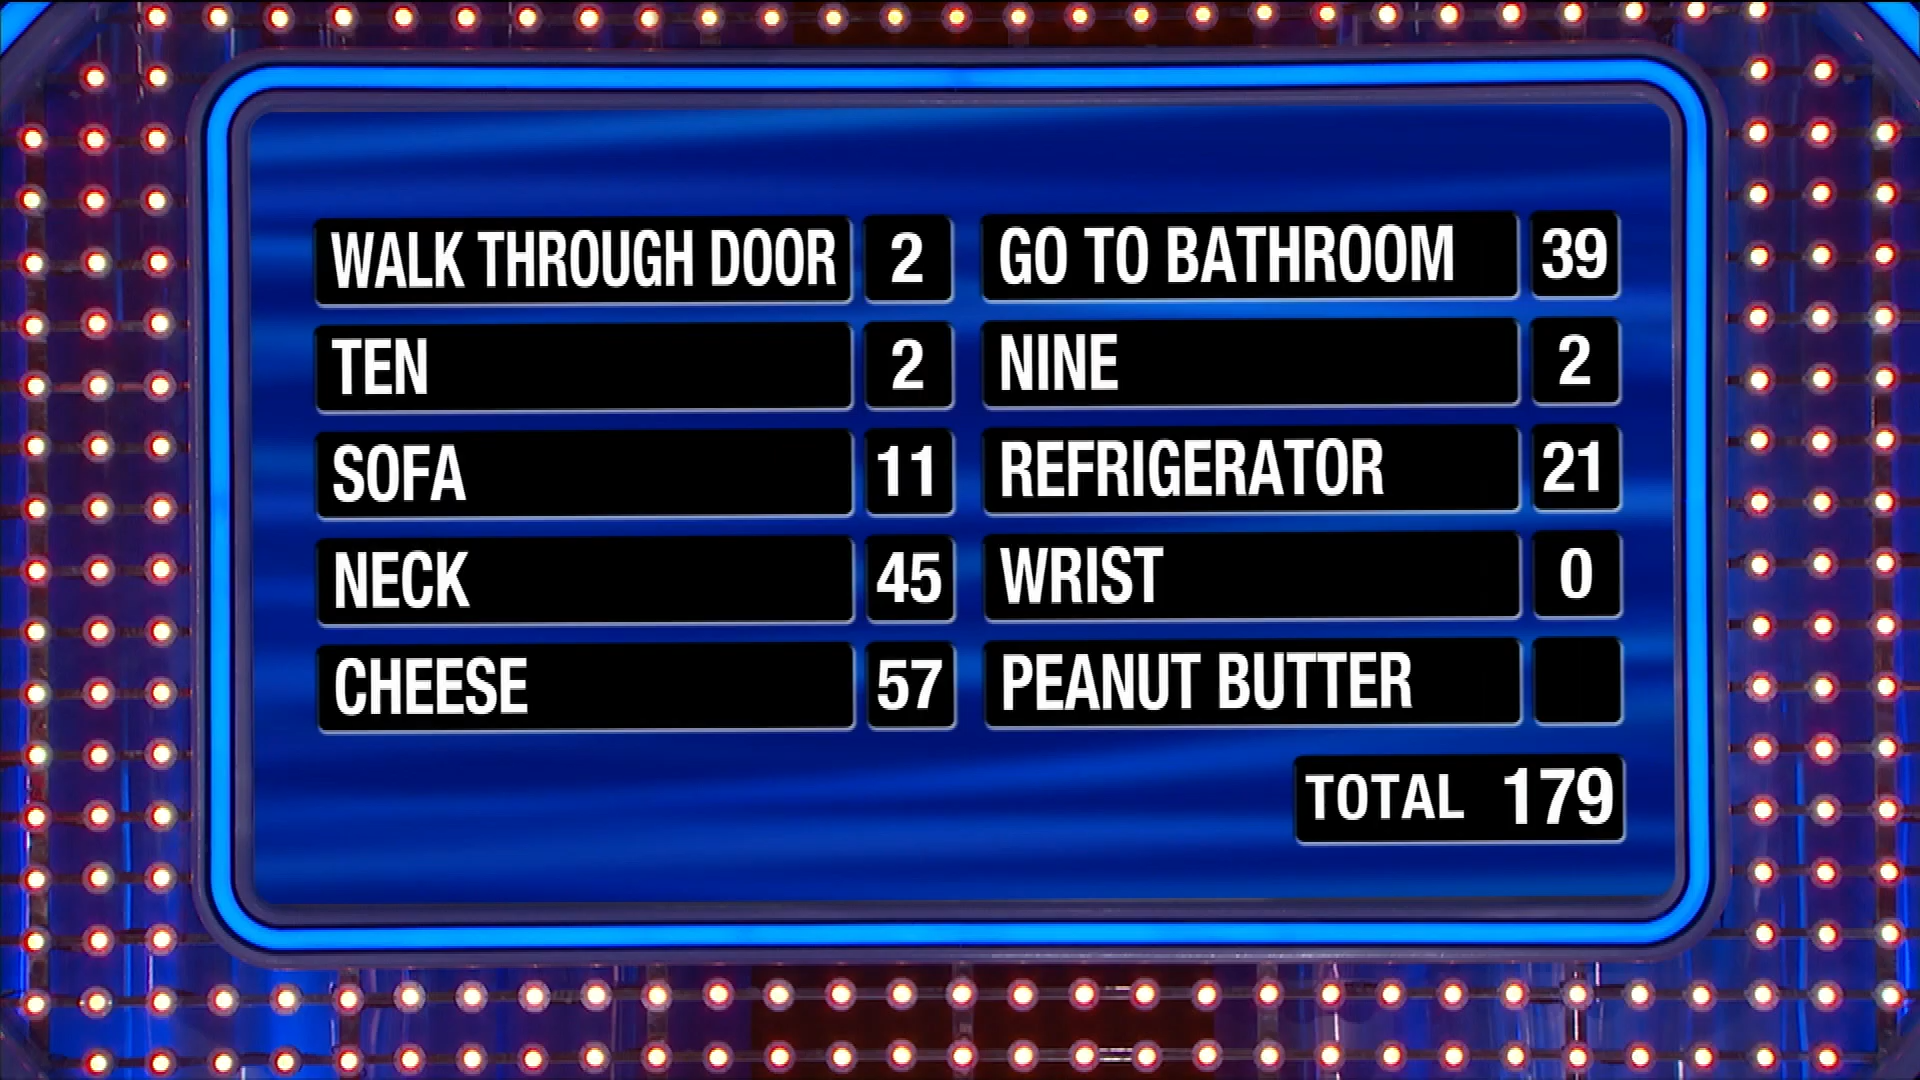 WALK THROUGH DOOR 2 GO TO BATHROOM 39
TEN 2 NINE 2
SOFA 11 REFRIGERATOR 21
NECK 45 WRIST 0
CHEESE 57 PEANUT BUTTER
TOTAL 179